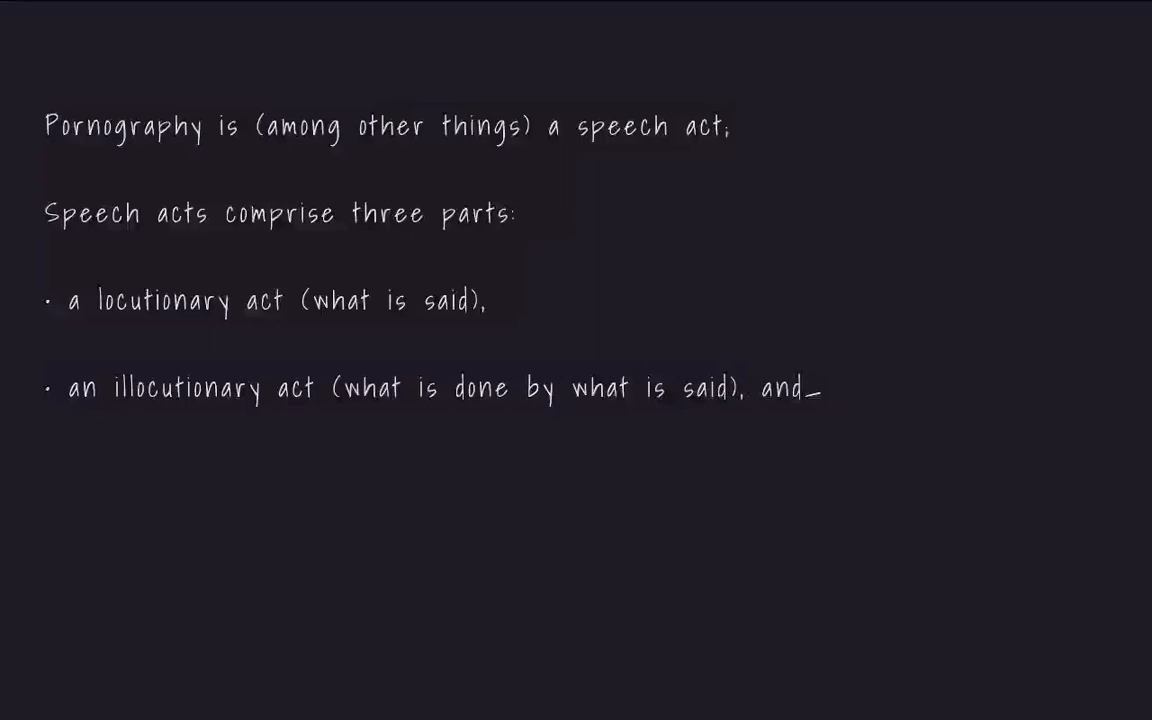 Pornography is (among other things) a speech act;
Speech acts comprise three parts:
· a locutionary act (what is said),
· an illocutionary act (what is done by what is said), and_